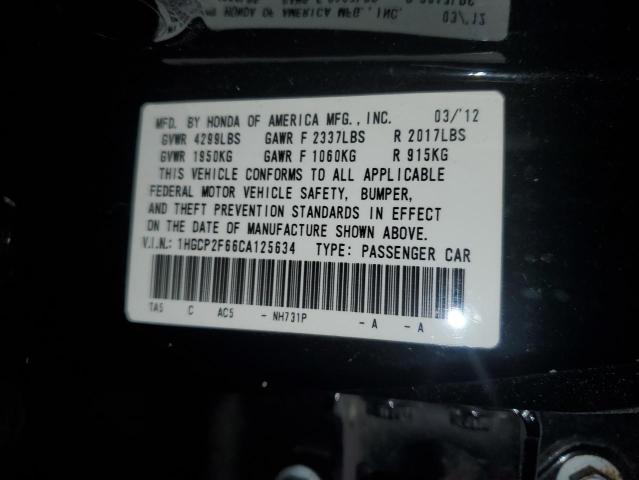 MFD. BY HONDA OF AMERICA MFG., INC. 03/'12
GVWR 4299LBS GAWR F 2337LBS R 2017LBS
GVWR 1950KG GAWR F 1060KG R 915KG
THIS VEHICLE CONFORMS TO ALL APPLICABLE
FEDERAL MOTOR VEHICLE SAFETY, BUMPER,
AND THEFT PREVENTION STANDARDS IN EFFECT
ON THE DATE OF MANUFACTURE SHOWN ABOVE.
V.I.N.: 1HGCP2F66CA125634 TYPE: PASSENGER CAR
TA5 C AC5 - NH731P - A - A